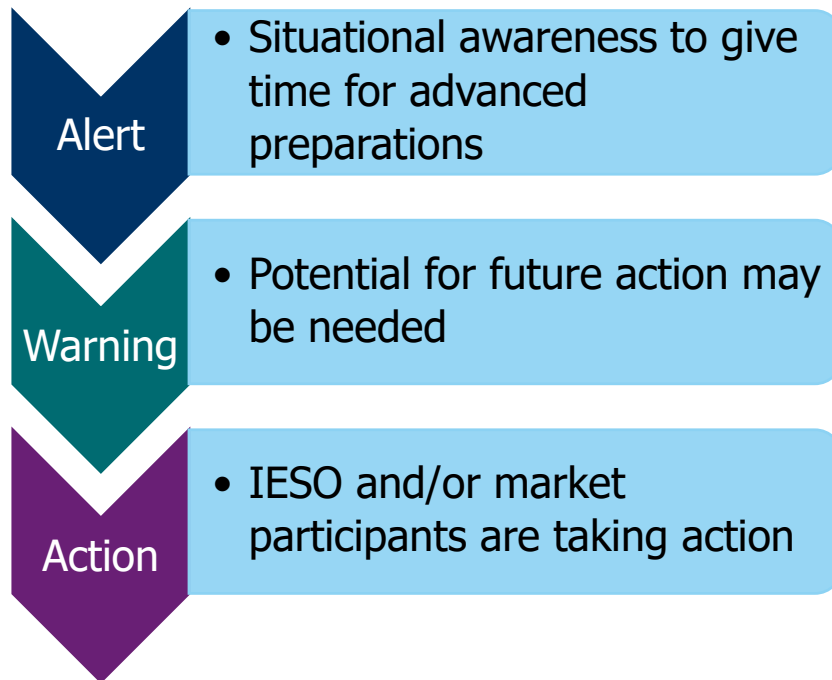 Alert
• Situational awareness to give
time for advanced
preparations
Warning
• Potential for future action may
be needed
Action
• IESO and/or market
participants are taking action